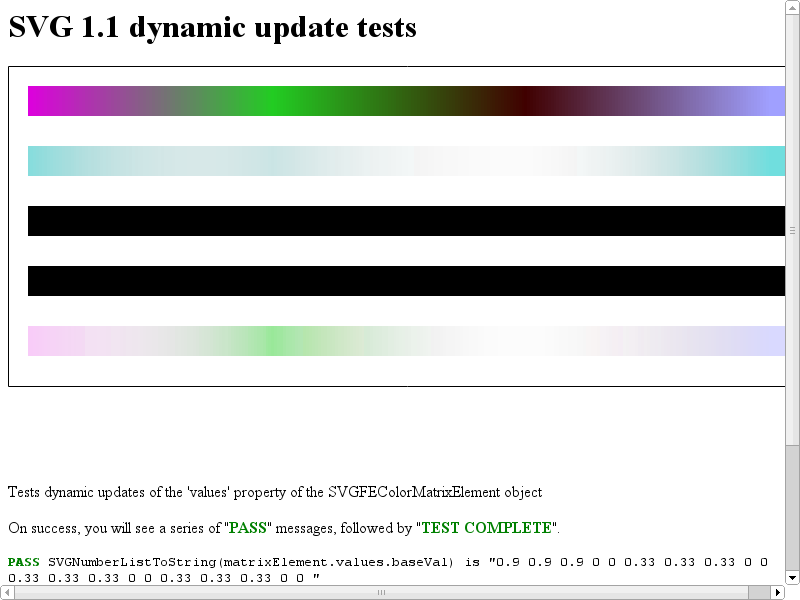 SVG 1.1 dynamic update tests
Tests dynamic updates of the 'values' property of the SVGFEColorMatrixElement object
On success, you will see a series of "PASS" messages, followed by "TEST COMPLETE".
PASS SVGNumberListToString(matrixElement.values.baseVal) is "0.9 0.9 0.9 0 0 0.33 0.33 0.33 0 0
0.33 0.33 0.33 0 0 0.33 0.33 0.33 0 0 "